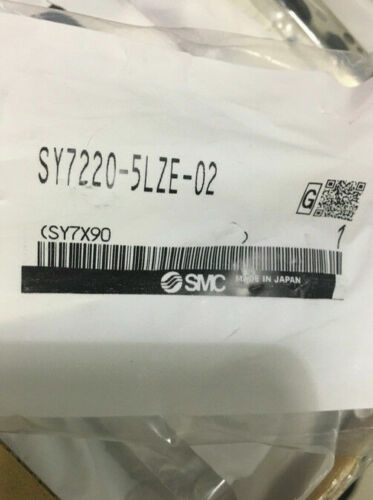 SY7220-5LZE-02
G
(SY7X90 ) 1
SMC MADE IN JAPAN